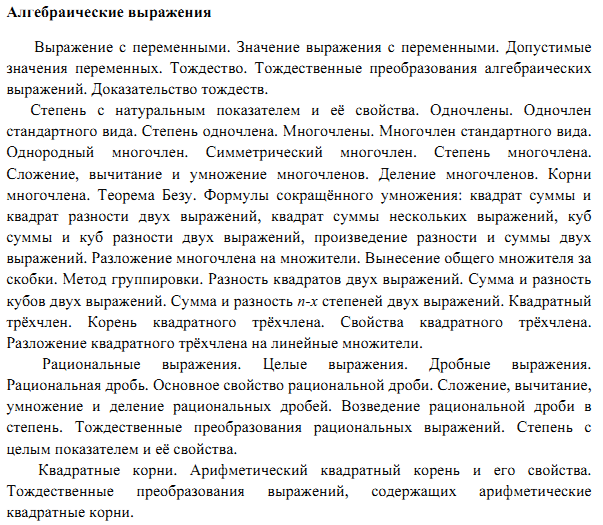 Алгебраические выражения
Выражение с переменными. Значение выражения с переменными. Допустимые
значения переменных. Тождество. Тождественные преобразования алгебраических
выражений. Доказательство тождеств.
Степень с натуральным показателем и её свойства. Одночлены. Одночлен
стандартного вида. Степень одночлена. Многочлены. Многочлен стандартного вида.
Однородный многочлен. Симметрический многочлен. Степень многочлена.
Сложение, вычитание и умножение многочленов. Деление многочленов. Корни
многочлена. Теорема Безу. Формулы сокращённого умножения: квадрат суммы и
квадрат разности двух выражений, квадрат суммы нескольких выражений, куб
суммы и куб разности двух выражений, произведение разности и суммы двух
выражений. Разложение многочлена на множители. Вынесение общего множителя за
скобки. Метод группировки. Разность квадратов двух выражений. Сумма и разность
кубов двух выражений. Сумма и разность n-х степеней двух выражений. Квадратный
трёхчлен. Корень квадратного трёхчлена. Свойства квадратного трёхчлена.
Разложение квадратного трёхчлена на линейные множители.
Рациональные выражения. Целые выражения. Дробные выражения.
Рациональная дробь. Основное свойство рациональной дроби. Сложение, вычитание,
умножение и деление рациональных дробей. Возведение рациональной дроби в
степень. Тождественные преобразования рациональных выражений. Степень с
целым показателем и её свойства.
Квадратные корни. Арифметический квадратный корень и его свойства.
Тождественные преобразования выражений, содержащих арифметические
квадратные корни.